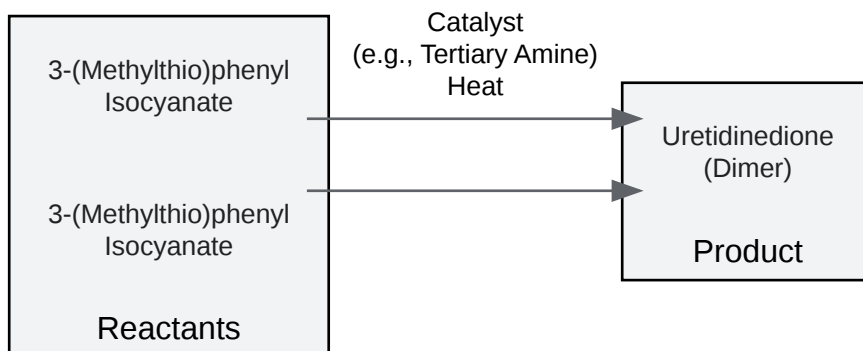 Catalyst
(e.g., Tertiary Amine)
Heat
3-(Methylthio)phenyl
Isocyanate
3-(Methylthio)phenyl
Isocyanate
Reactants
Uretidinedione
(Dimer)
Product